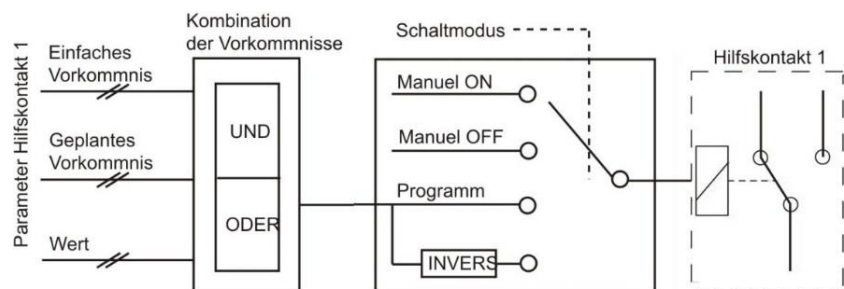 Parameter Hilfskontakt 1
Einfaches
Vorkommnis
Geplantes
Vorkommnis
Wert
Kombination
der Vorkommnisse
UND
ODER
Schaltmodus
Manuel ON
Manuel OFF
Programm
INVERS
Hilfskontakt 1